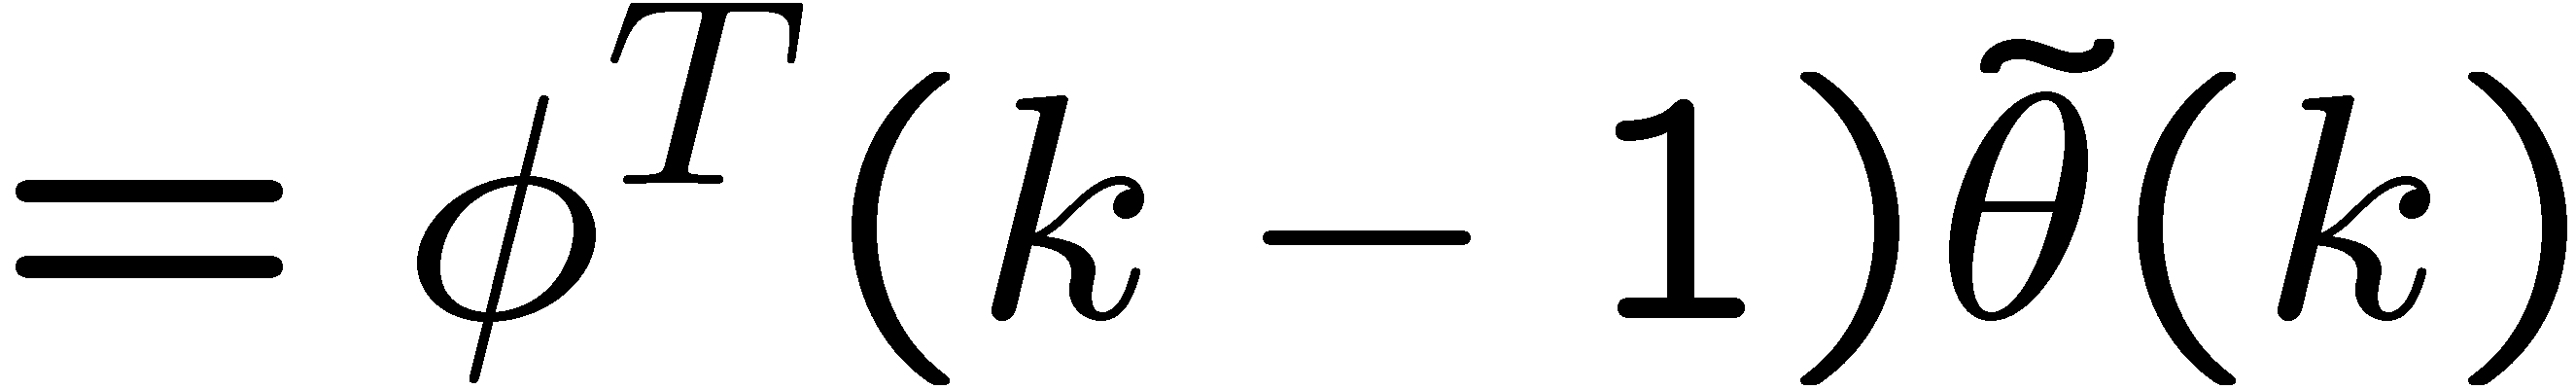 = ϕ^T(k − 1)θ̃(k)